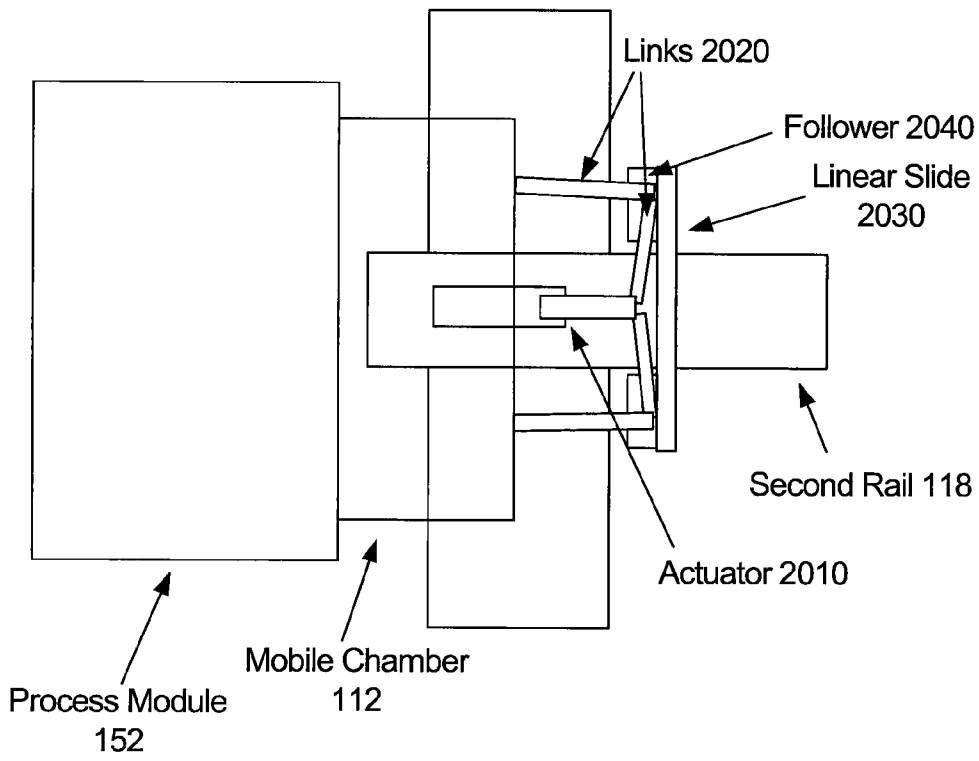 Links 2020
Follower 2040
Linear Slide
2030
Second Rail 118
Actuator 2010
Mobile Chamber
112
Process Module
152